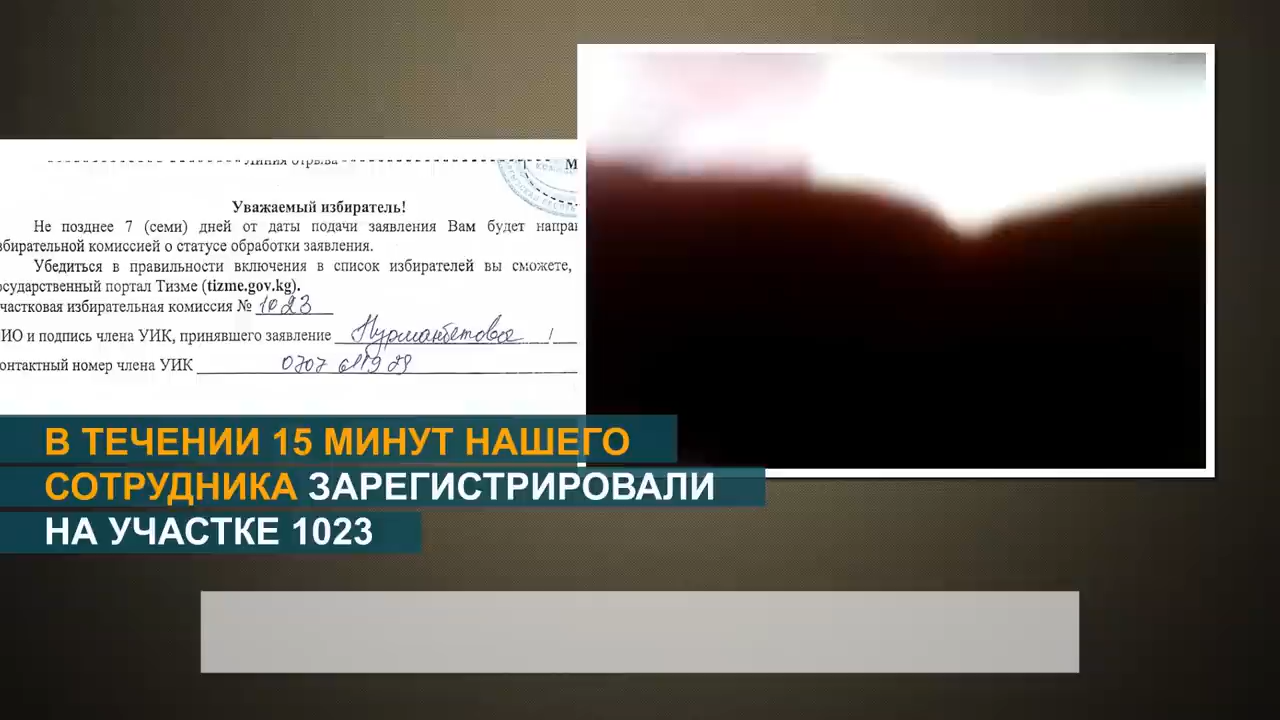 Линия отрыва
М
Уважаемый избиратель!
Не позднее 7 (семи) дней от даты подачи заявления Вам будет направ
збирательной комиссией о статусе обработки заявления.
Убедиться в правильности включения в список избирателей вы сможете,
осударственный портал Тизме (tizme.gov.kg).
частковая избирательная комиссия № 1023
ИО и подпись члена УИК, принявшего заявление Нурманбетова /
онтактный номер члена УИК
В ТЕЧЕНИИ 15 МИНУТ НАШЕГО
СОТРУДНИКА ЗАРЕГИСТРИРОВАЛИ
НА УЧАСТКЕ 1023